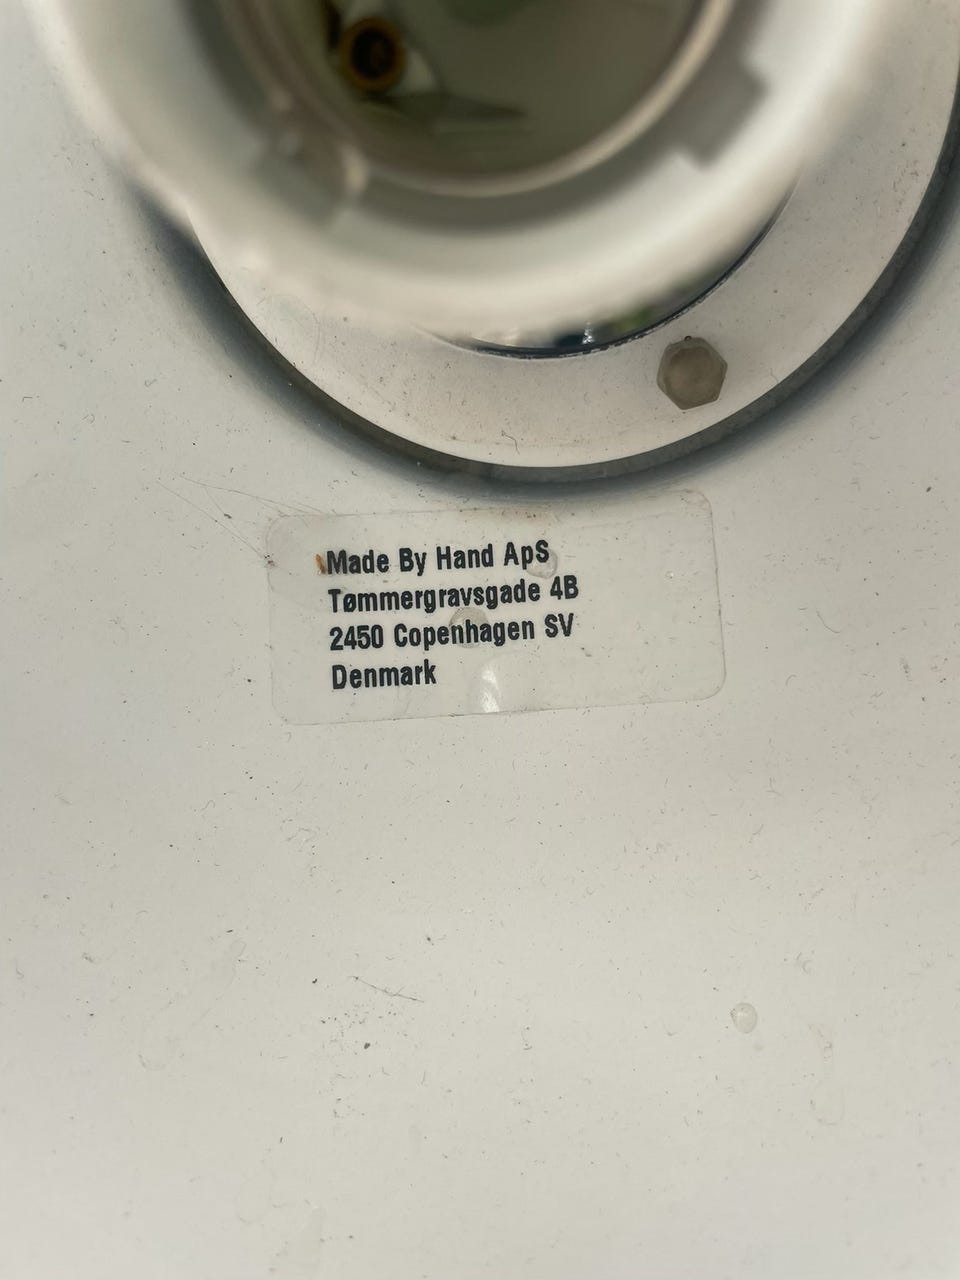 Made By Hand ApS
Tømmergravsgade 4B
2450 Copenhagen SV
Denmark